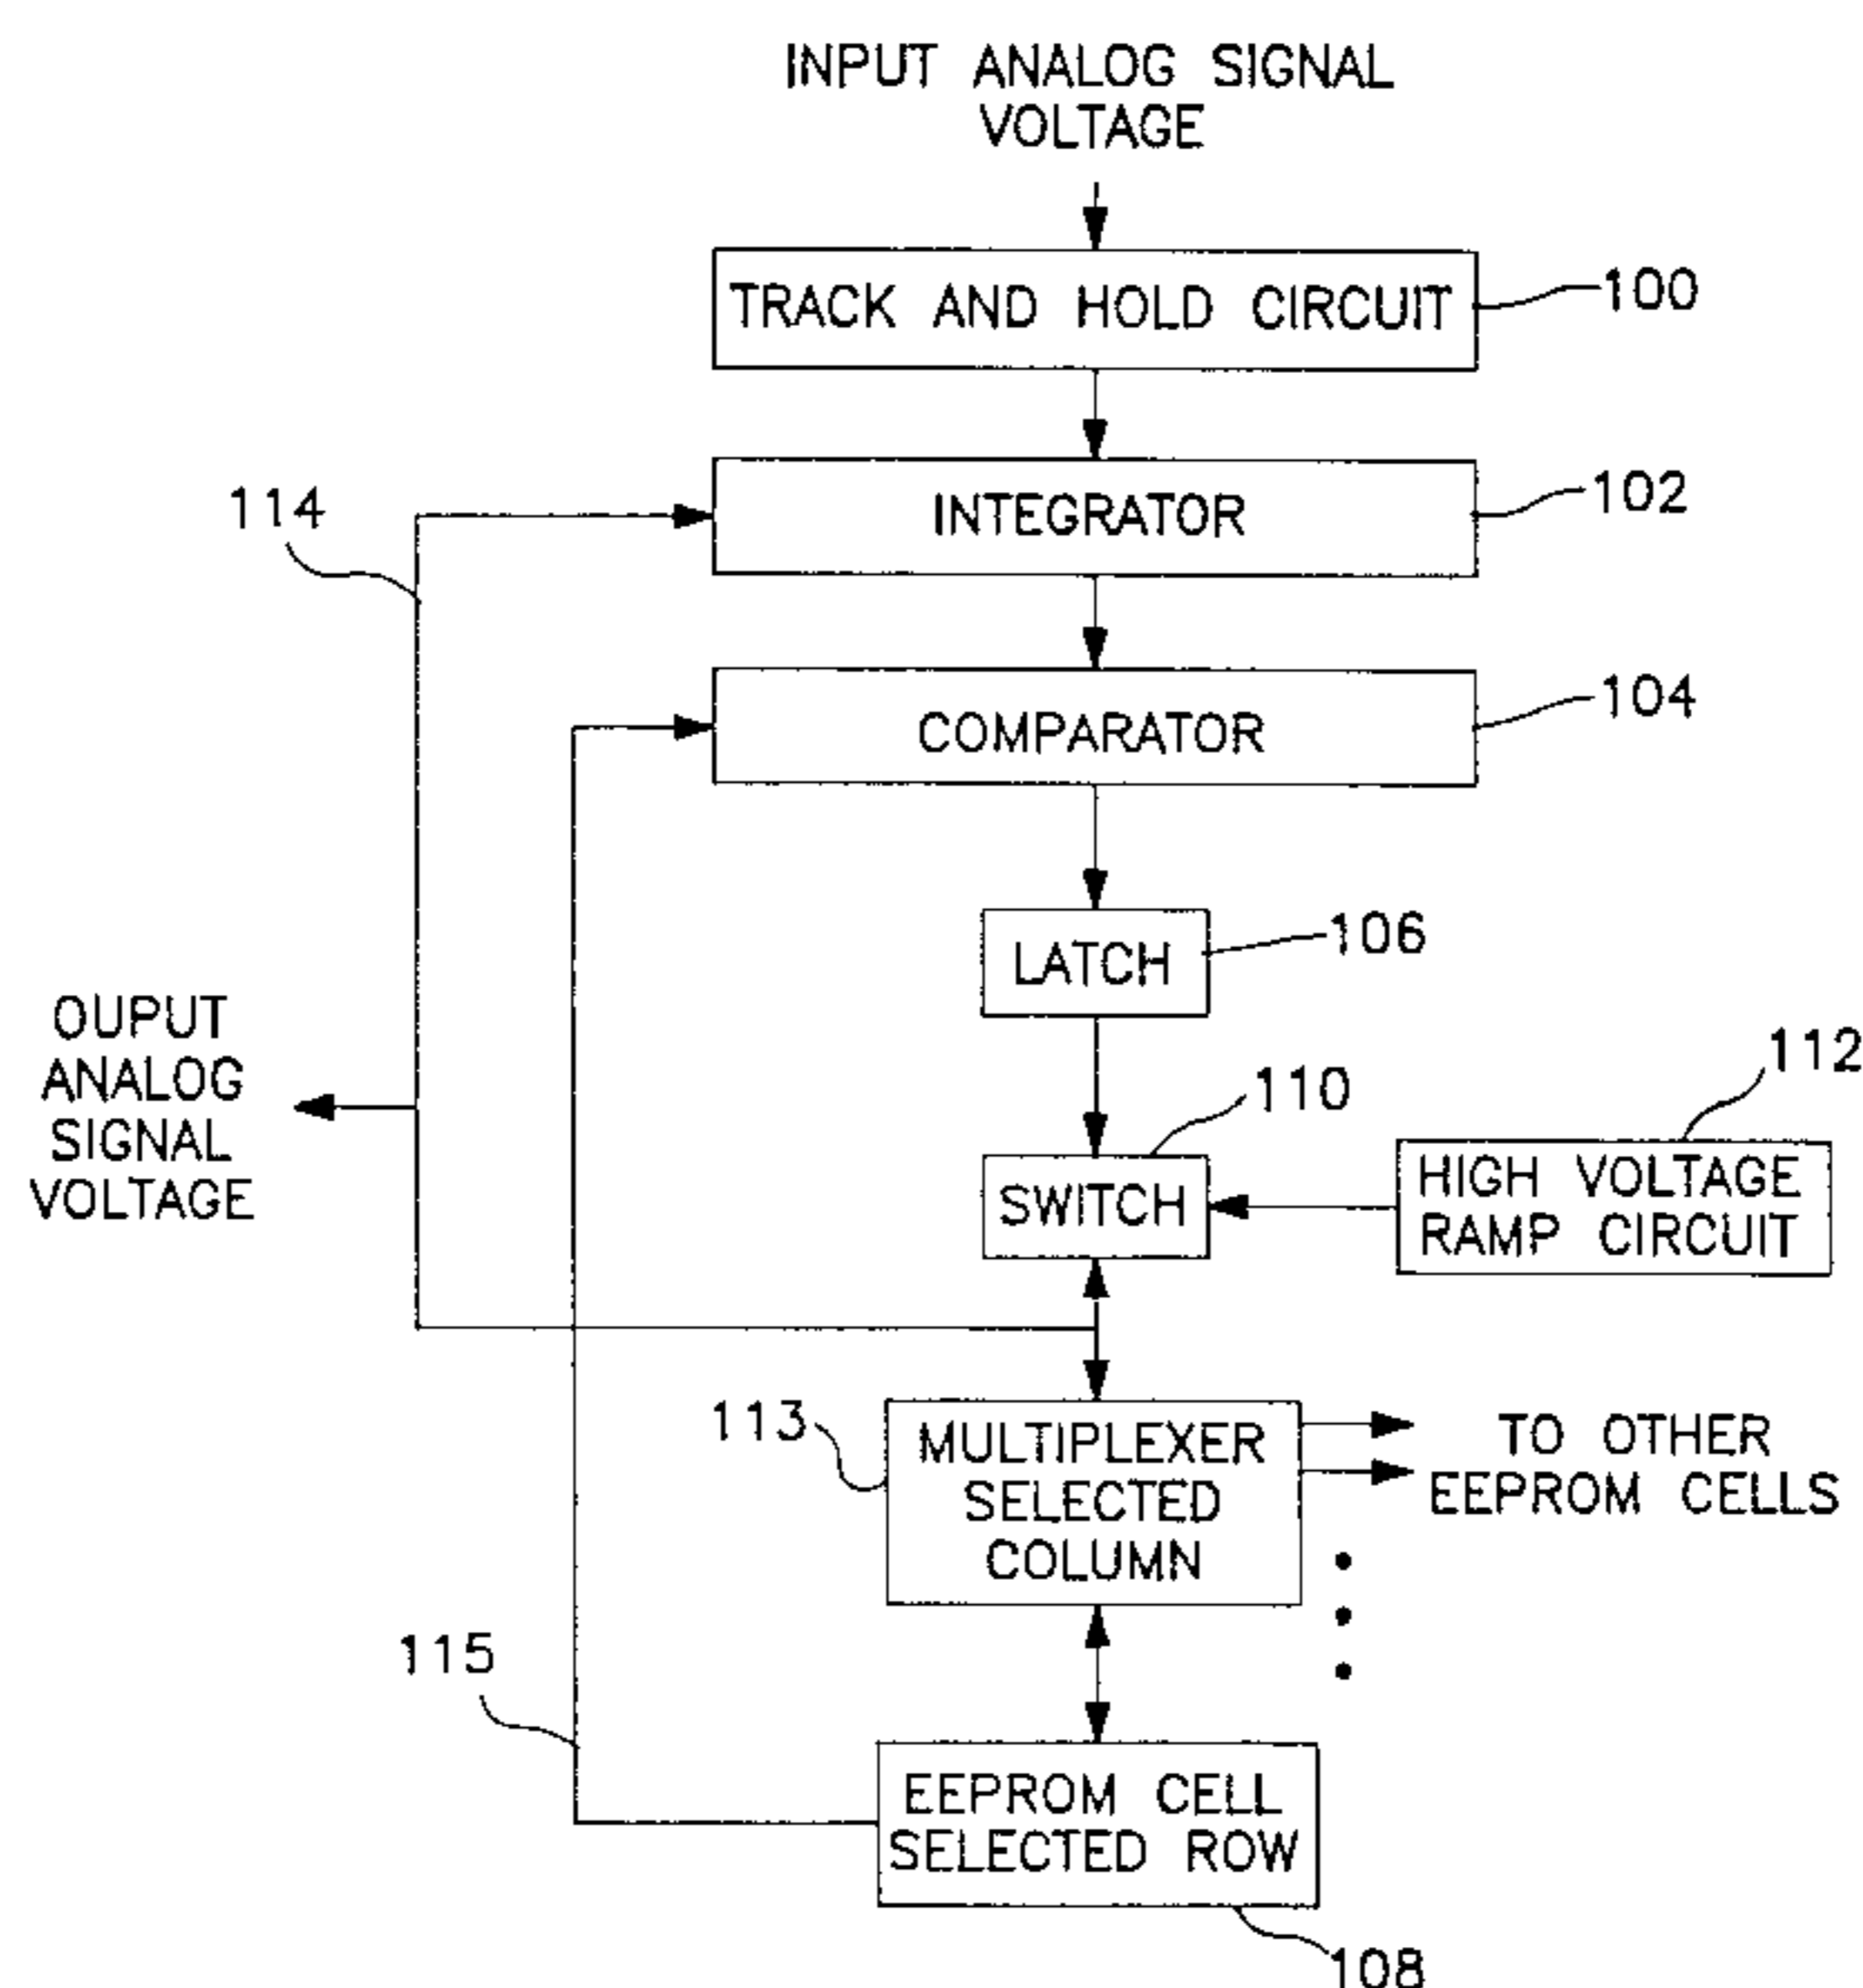 INPUT ANALOG SIGNAL
VOLTAGE
TRACK AND HOLD CIRCUIT
100
INTEGRATOR
102
114
COMPARATOR
104
LATCH
106
OUPUT
ANALOG
SIGNAL
VOLTAGE
110
112
SWITCH
HIGH VOLTAGE
RAMP CIRCUIT
113
MULTIPLEXER
SELECTED
COLUMN
TO OTHER
EEPROM CELLS
115
EEPROM CELL
SELECTED ROW
108